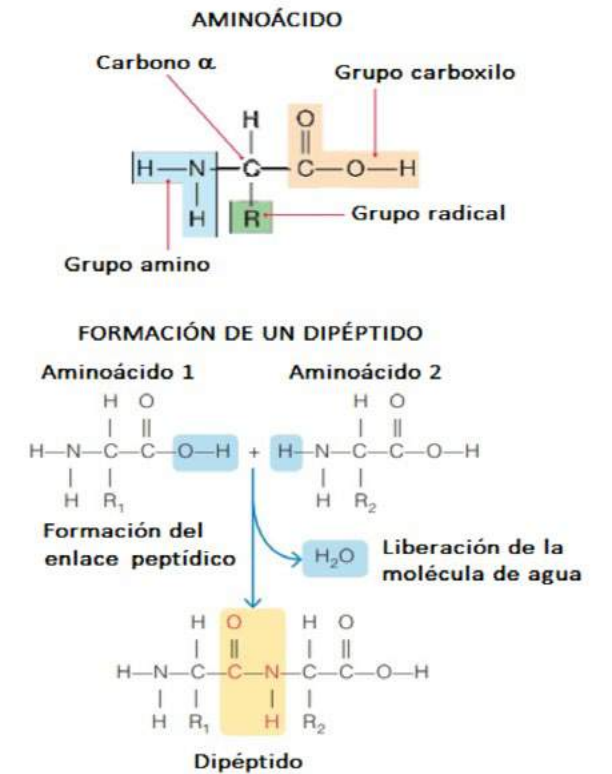 AMINOÁCIDO
Carbono α
Grupo carboxilo
H O
H—N—C—C—O—H
H R
Grupo radical
Grupo amino
FORMACIÓN DE UN DIPÉPTIDO
Aminoácido 1 Aminoácido 2
H O H O
H—N—C—C—O—H + H—N—C—C—O—H
H R₁ H R₂
Formación del
enlace peptídico
H₂O
Liberación de la
molécula de agua
H O H O
H—N—C—C—N—C—C—O—H
H R₁ H R₂
Dipéptido